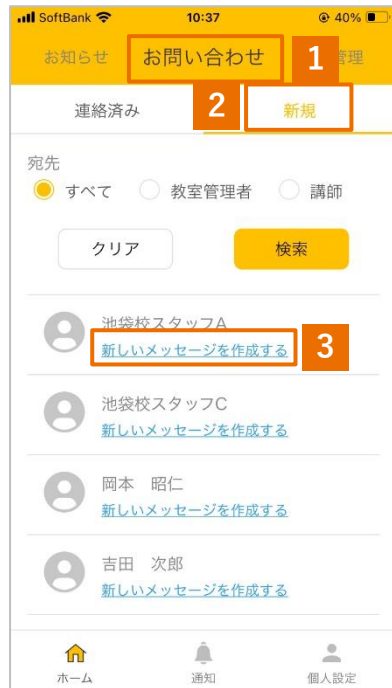 SoftBank 10:37 40%
お知らせ お問い合わせ 1 管理
連絡済み 2 新規
宛先
すべて 教室管理者 講師
クリア 検索
池袋校スタッフA
新しいメッセージを作成する 3
池袋校スタッフC
新しいメッセージを作成する
岡本 昭仁
新しいメッセージを作成する
吉田 次郎
新しいメッセージを作成する
ホーム 通知 個人設定